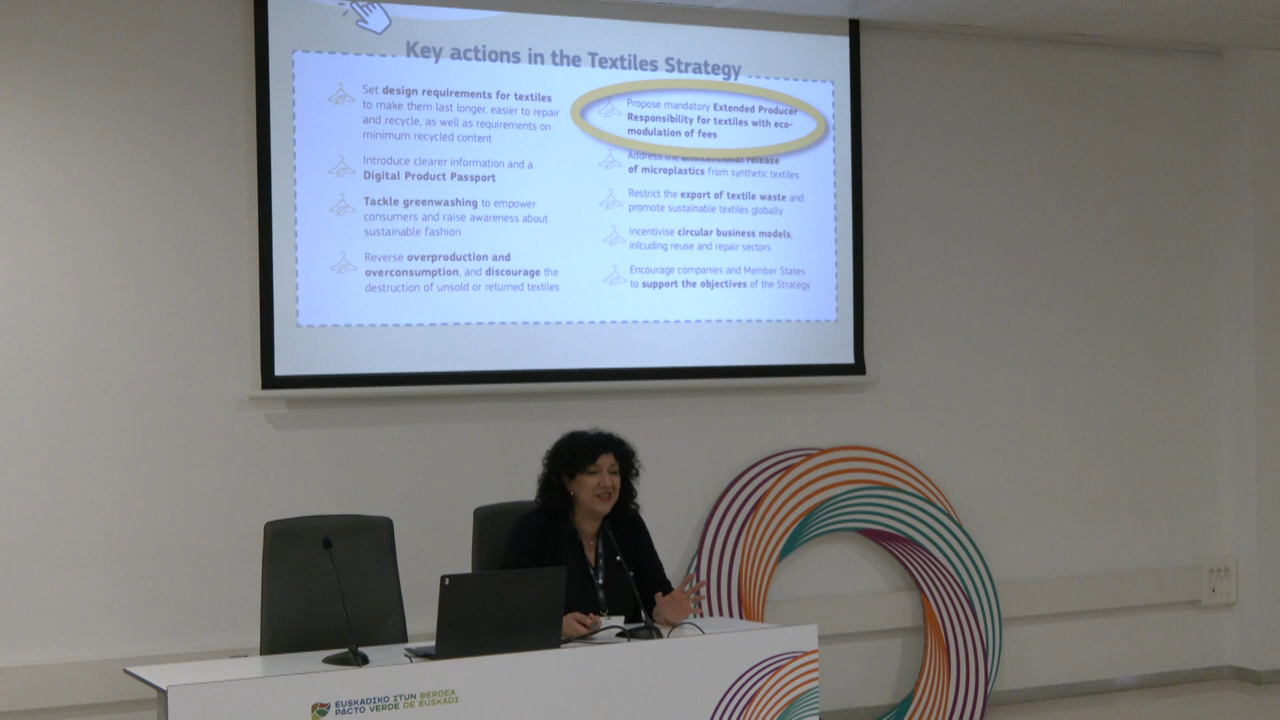 Key actions in the Textiles Strategy
Set design requirements for textiles
to make them last longer, easier to repair
and recycle, as well as requirements on
minimum recycled content
Introduce clearer information and a
Digital Product Passport
Tackle greenwashing to empower
consumers and raise awareness about
sustainable fashion
Reverse overproduction and
overconsumption, and discourage the
destruction of unsold or returned textiles
Propose mandatory Extended Producer
Responsibility for textiles with eco-
modulation of fees
Address the unintentional release
of microplastics from synthetic textiles
Restrict the export of textile waste and
promote sustainable textiles globally
Incentivise circular business models,
inlcuding reuse and repair sectors
Encourage companies and Member States
to support the objectives of the Strategy
3
EUSKADIKO ITUN BERDEA
PACTO VERDE DE EUSKADI